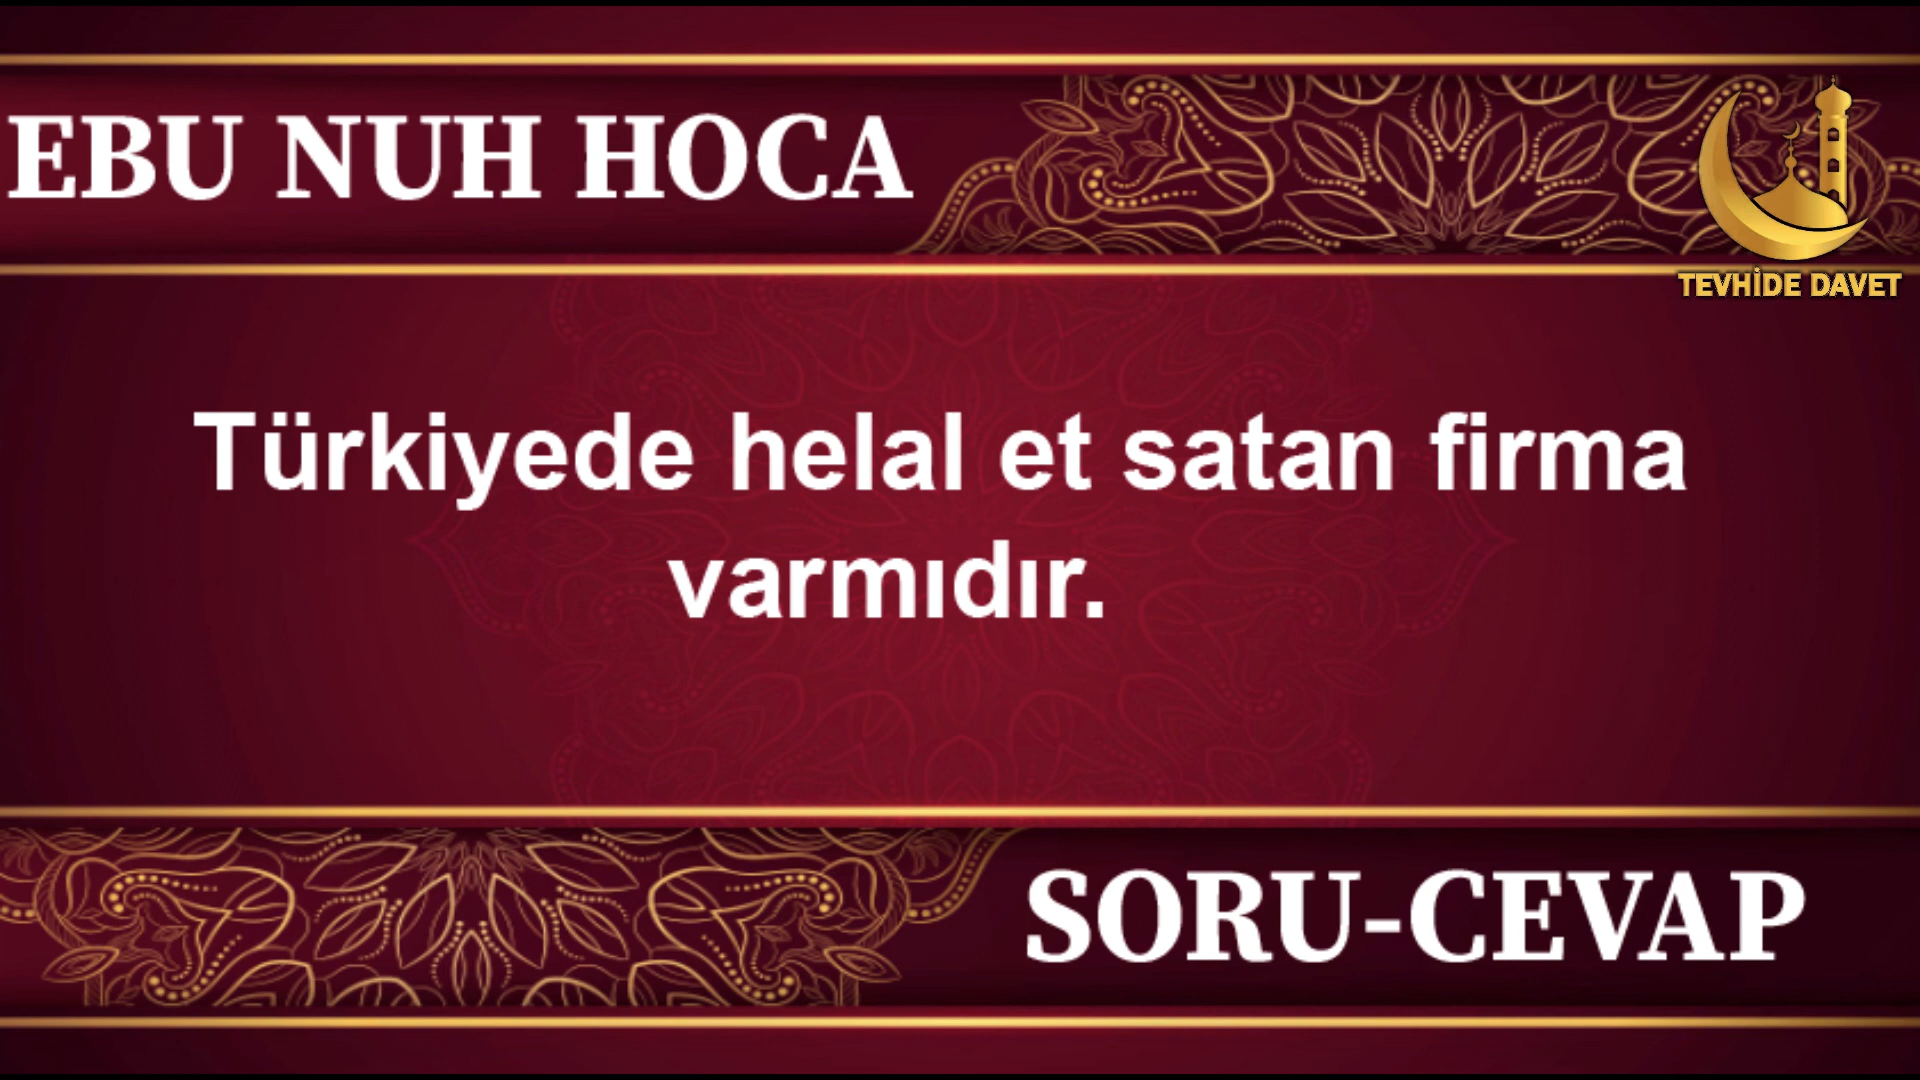 EBU NUH HOCA
TEVHİDE DAVET
Türkiyede helal et satan firma
varmıdır.
SORU-CEVAP